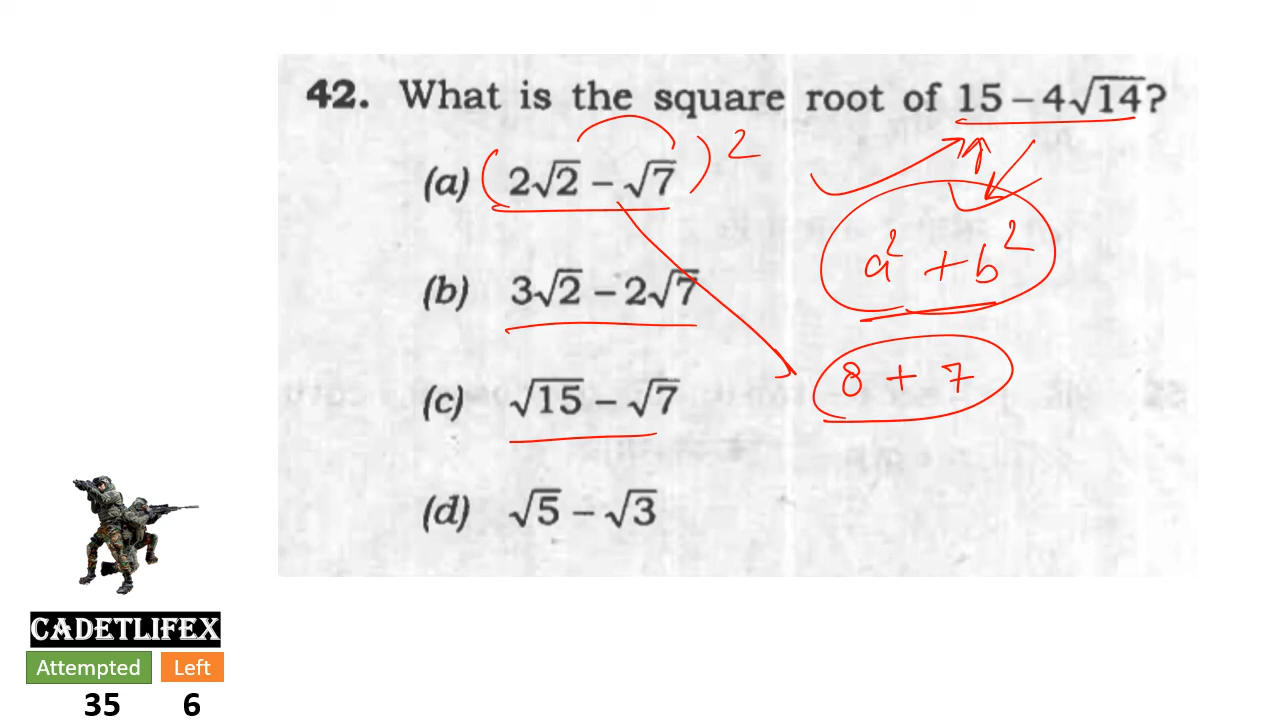 42. What is the square root of 15 – 4√14?
(a) (2√2 – √7)2
(b) 3√2 – 2√7
(c) √15 – √7
(d) √5 – √3
a2 + b2
8 + 7
CADETLIFEX
Attempted Left
35 6